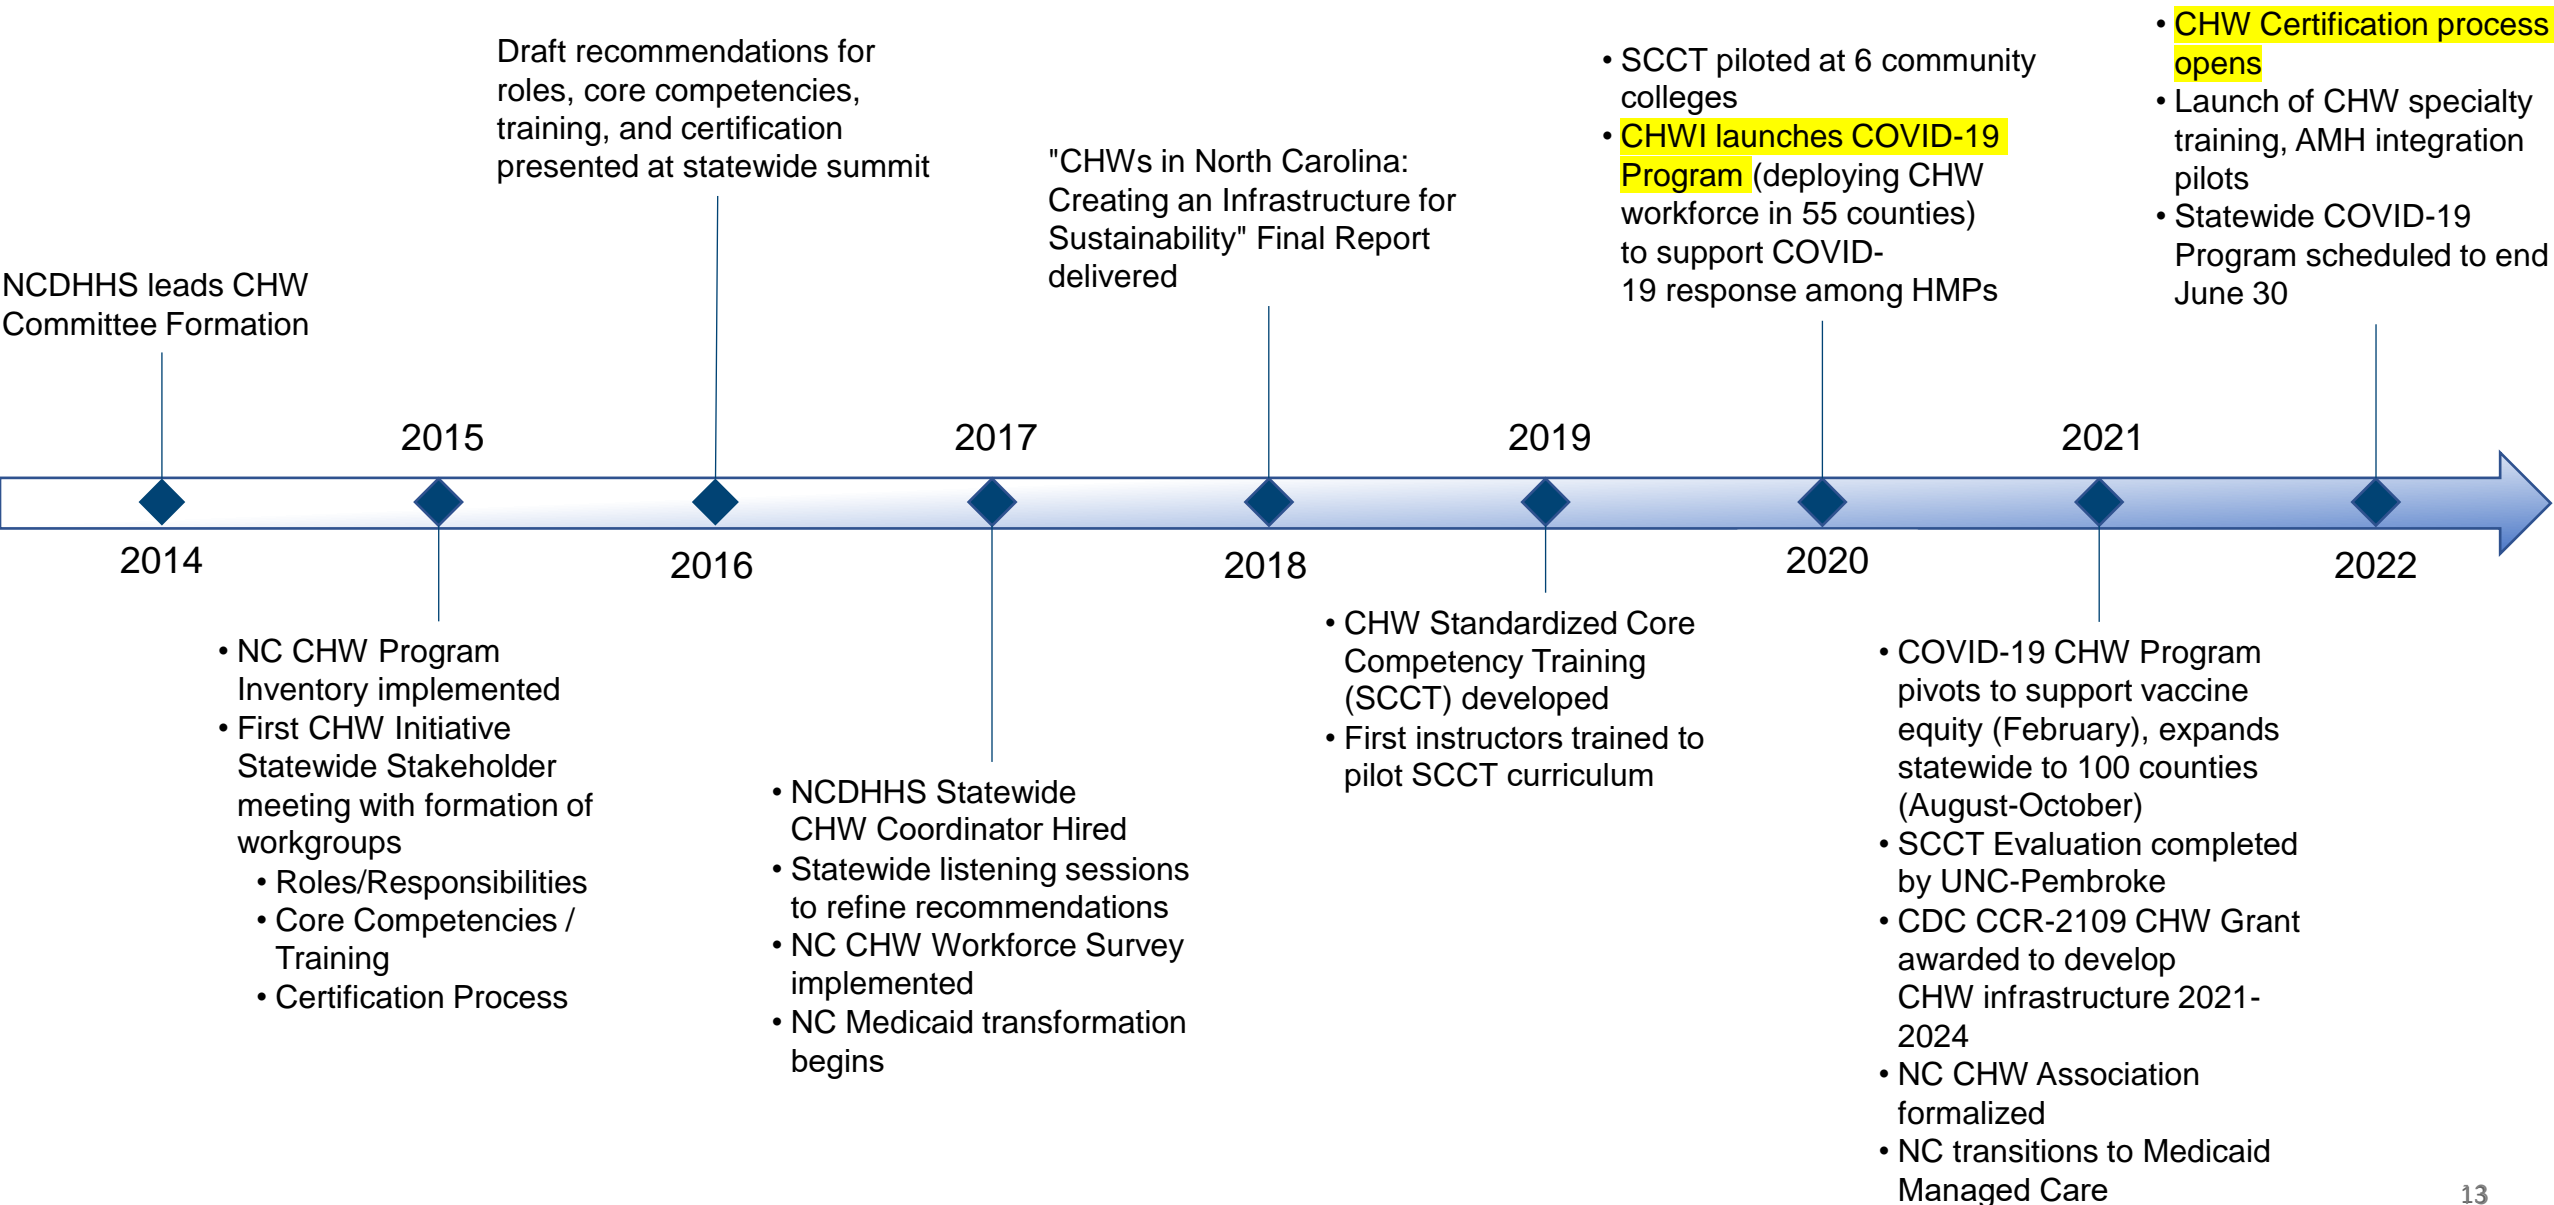 NCDHHS leads CHW
Committee Formation
2014
2015
• NC CHW Program
Inventory implemented
• First CHW Initiative
Statewide Stakeholder
meeting with formation of
workgroups
• Roles/Responsibilities
• Core Competencies /
Training
• Certification Process
Draft recommendations for
roles, core competencies,
training, and certification
presented at statewide summit
2016
2017
• NCDHHS Statewide
CHW Coordinator Hired
• Statewide listening sessions
to refine recommendations
• NC CHW Workforce Survey
implemented
• NC Medicaid transformation
begins
"CHWs in North Carolina:
Creating an Infrastructure for
Sustainability" Final Report
delivered
2018
2019
• CHW Standardized Core
Competency Training
(SCCT) developed
• First instructors trained to
pilot SCCT curriculum
• SCCT piloted at 6 community
colleges
• CHWI launches COVID-19
Program (deploying CHW
workforce in 55 counties)
to support COVID-
19 response among HMPs
2020
2021
• COVID-19 CHW Program
pivots to support vaccine
equity (February), expands
statewide to 100 counties
(August-October)
• SCCT Evaluation completed
by UNC-Pembroke
• CDC CCR-2109 CHW Grant
awarded to develop
CHW infrastructure 2021-
2024
• NC CHW Association
formalized
• NC transitions to Medicaid
Managed Care
• CHW Certification process
opens
• Launch of CHW specialty
training, AMH integration
pilots
• Statewide COVID-19
Program scheduled to end
June 30
2022
13